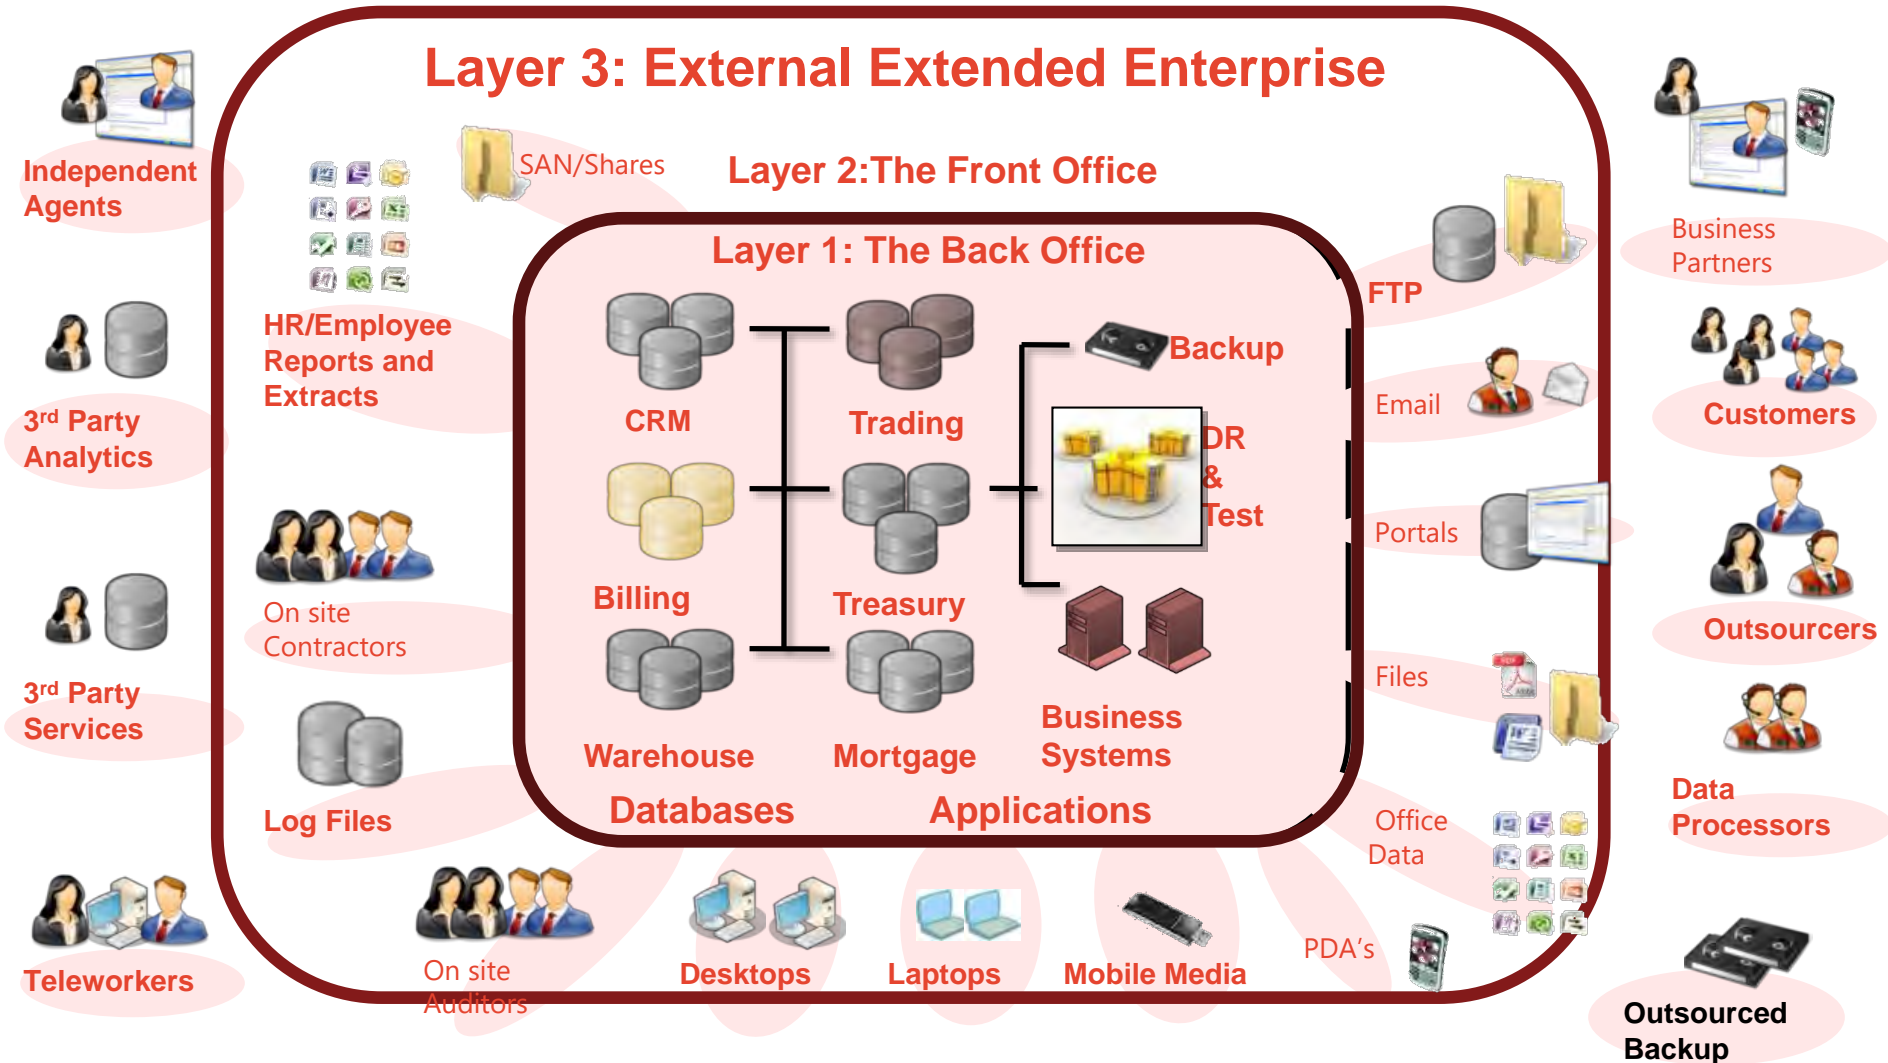 Layer 3: External Extended Enterprise
Independent
Agents
SAN/Shares
Layer 2:The Front Office
Business
Partners
Layer 1: The Back Office
FTP
HR/Employee
Reports and
Extracts
Backup
3rd Party
Analytics
CRM
Trading
DR
&
Test
Email
Customers
Portals
On site
Contractors
Billing
Treasury
Outsourcers
3rd Party
Services
Files
Business
Systems
Warehouse
Mortgage
Log Files
Databases
Applications
Office
Data
Data
Processors
Teleworkers
On site
Auditors
Desktops
Laptops
Mobile Media
PDA's
Outsourced
Backup